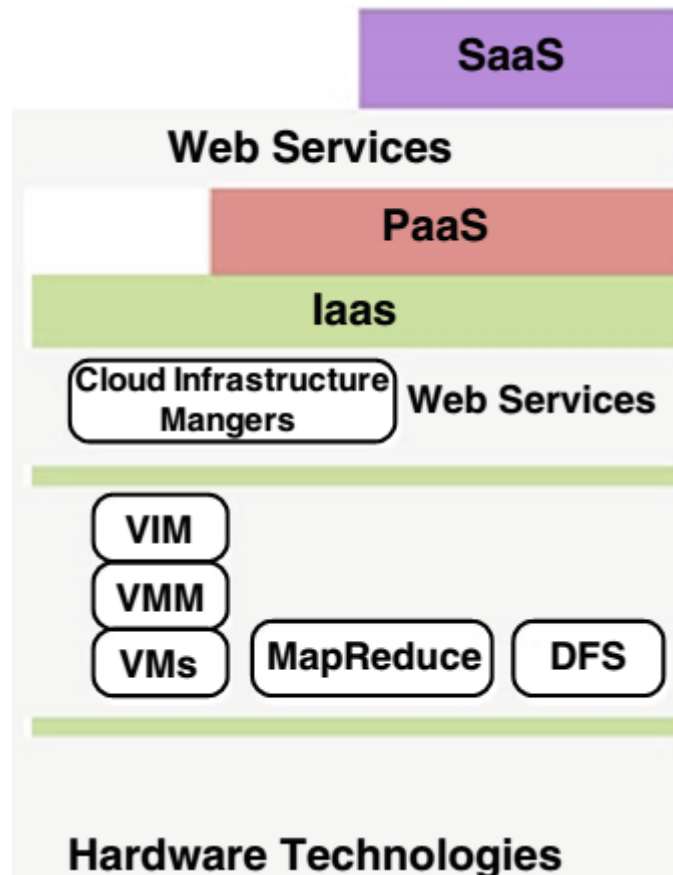 SaaS
Web Services
PaaS
Iaas
Cloud Infrastructure
Mangers
Web Services
VIM
VMM
VMs
MapReduce
DFS
Hardware Technologies